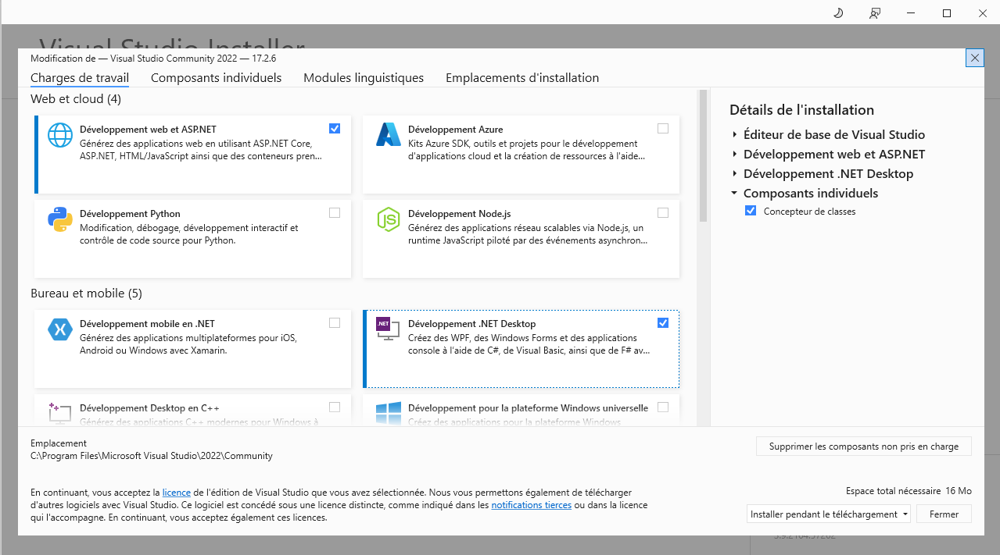 Visual Studio Installer
Modification de — Visual Studio Community 2022 — 17.2.6
Charges de travail Composants individuels Modules linguistiques Emplacements d'installation
Web et cloud (4)
Développement web et ASP.NET
Générez des applications web en utilisant ASP.NET Core,
ASP.NET, HTML/JavaScript ainsi que des conteneurs pren...
Développement Azure
Kits Azure SDK, outils et projets pour le développement
d'applications cloud et la création de ressources à l'aide...
Développement Python
Modification, débogage, développement interactif et
contrôle de code source pour Python.
Développement Node.js
Générez des applications réseau scalables via Node.js, un
runtime JavaScript piloté par des événements asynchron...
Bureau et mobile (5)
Développement mobile en .NET
Générez des applications multiplateformes pour iOS,
Android ou Windows avec Xamarin.
.NET
Développement .NET Desktop
Créez des WPF, des Windows Forms et des applications
console à l'aide de C#, de Visual Basic, ainsi que de F# av...
Développement Desktop en C++
Générez des applications C++ modernes pour Windows à
Développement pour la plateforme Windows universelle
Créez des applications pour la plateforme Windows
Détails de l'installation
Éditeur de base de Visual Studio
Développement web et ASP.NET
Développement .NET Desktop
Composants individuels
Concepteur de classes
Emplacement
C:\Program Files\Microsoft Visual Studio\2022\Community
Supprimer les composants non pris en charge
En continuant, vous acceptez la licence de l'édition de Visual Studio que vous avez sélectionnée. Nous vous permettons également de télécharger
d'autres logiciels avec Visual Studio. Ce logiciel est concédé sous une licence distincte, comme indiqué dans les notifications tierces ou dans la licence
qui l'accompagne. En continuant, vous acceptez également ces licences.
Espace total nécessaire 16 Mo
Installer pendant le téléchargement
Fermer